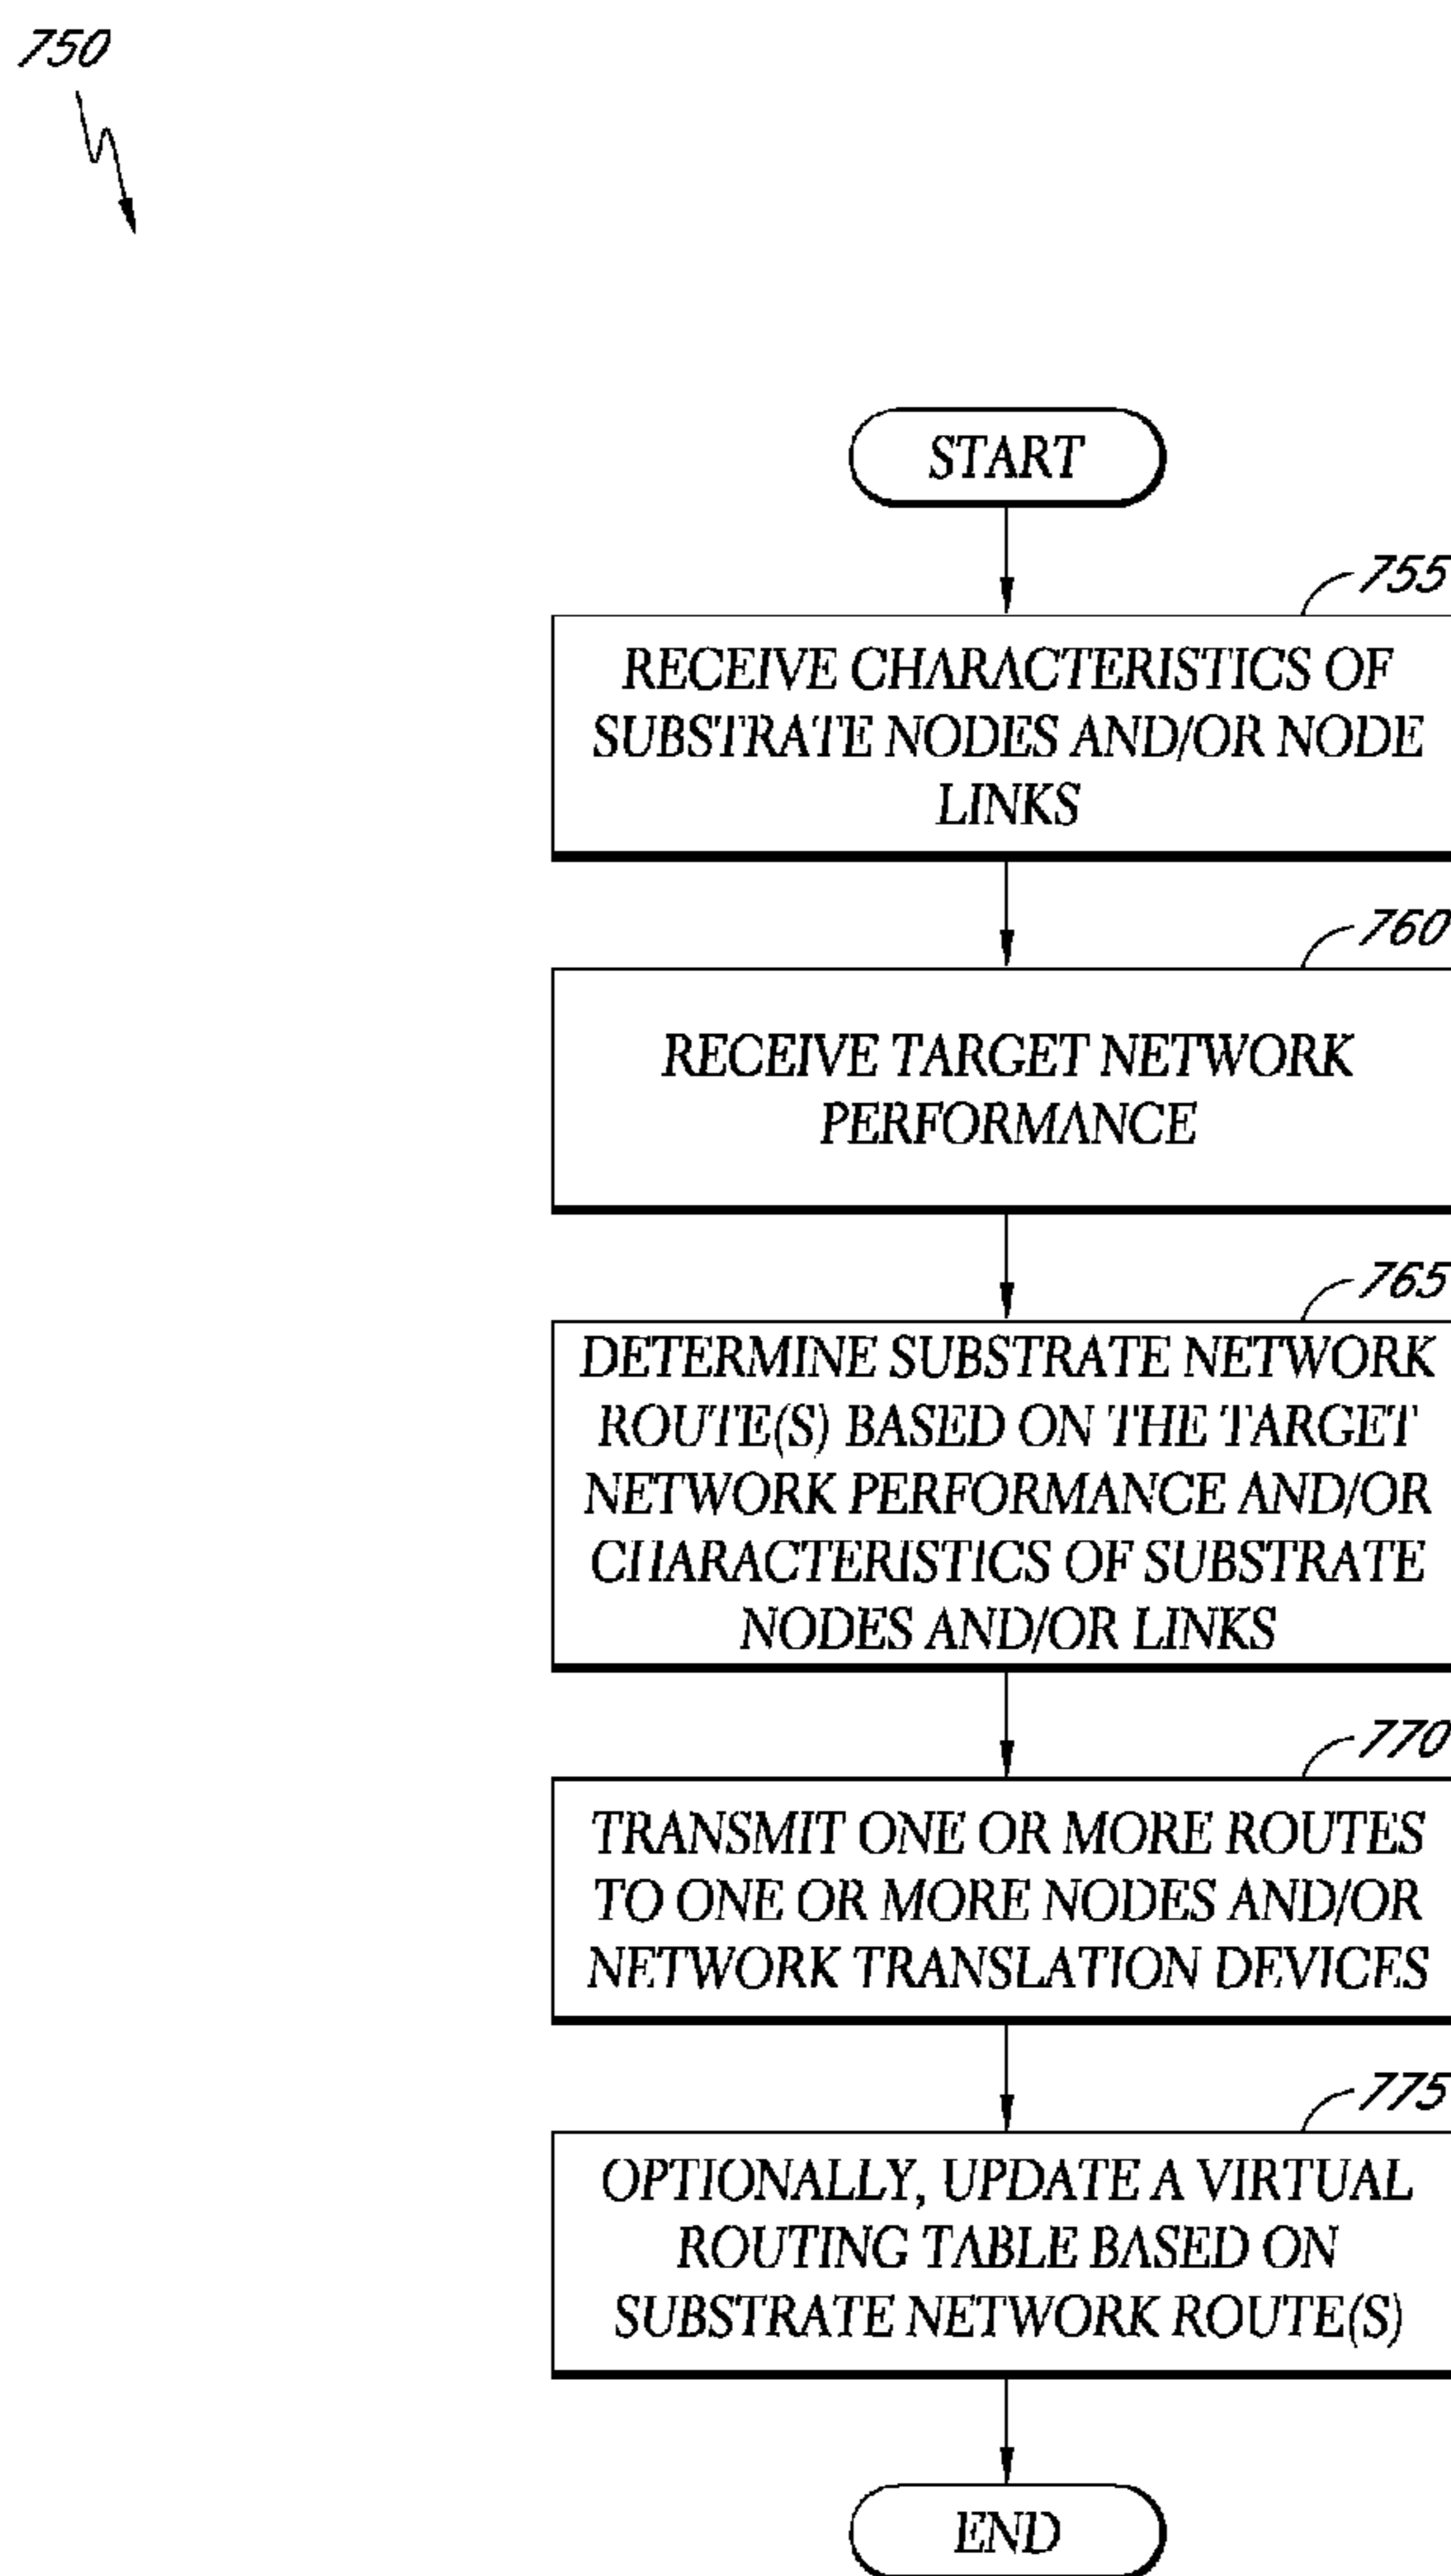 750
START
755
RECEIVE CHARACTERISTICS OF
SUBSTRATE NODES AND/OR NODE
LINKS
760
RECEIVE TARGET NETWORK
PERFORMANCE
765
DETERMINE SUBSTRATE NETWORK
ROUTE(S) BASED ON THE TARGET
NETWORK PERFORMANCE AND/OR
CHARACTERISTICS OF SUBSTRATE
NODES AND/OR LINKS
770
TRANSMIT ONE OR MORE ROUTES
TO ONE OR MORE NODES AND/OR
NETWORK TRANSLATION DEVICES
775
OPTIONALLY, UPDATE A VIRTUAL
ROUTING TABLE BASED ON
SUBSTRATE NETWORK ROUTE(S)
END